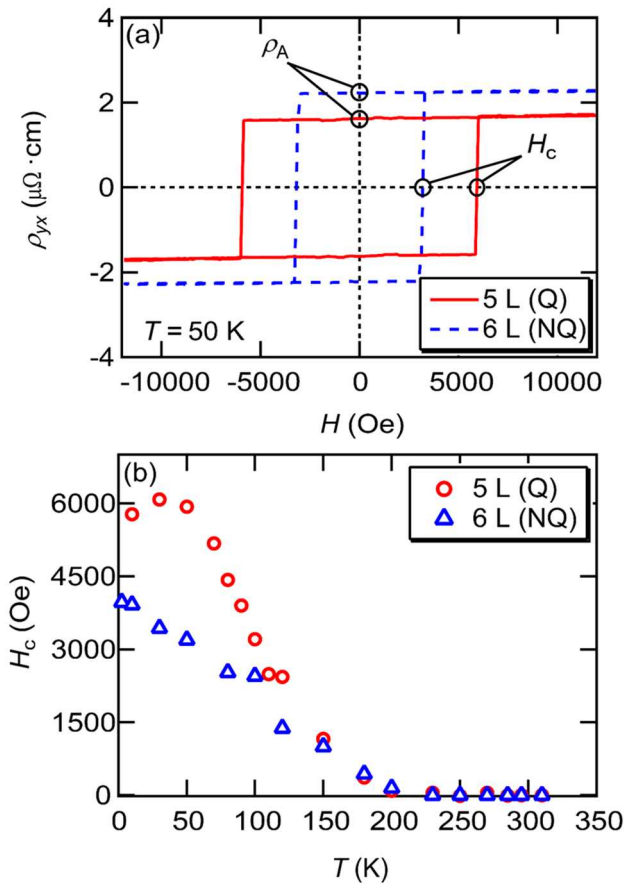 (a)
ρA
Hc
4
2
0
-2
-4
ρyx (μΩ·cm)
T = 50 K
5 L (Q)
6 L (NQ)
-10000 -5000 0 5000 10000
H (Oe)
(b)
5 L (Q)
6 L (NQ)
6000
4500
3000
1500
0
Hc (Oe)
0 50 100 150 200 250 300 350
T (K)